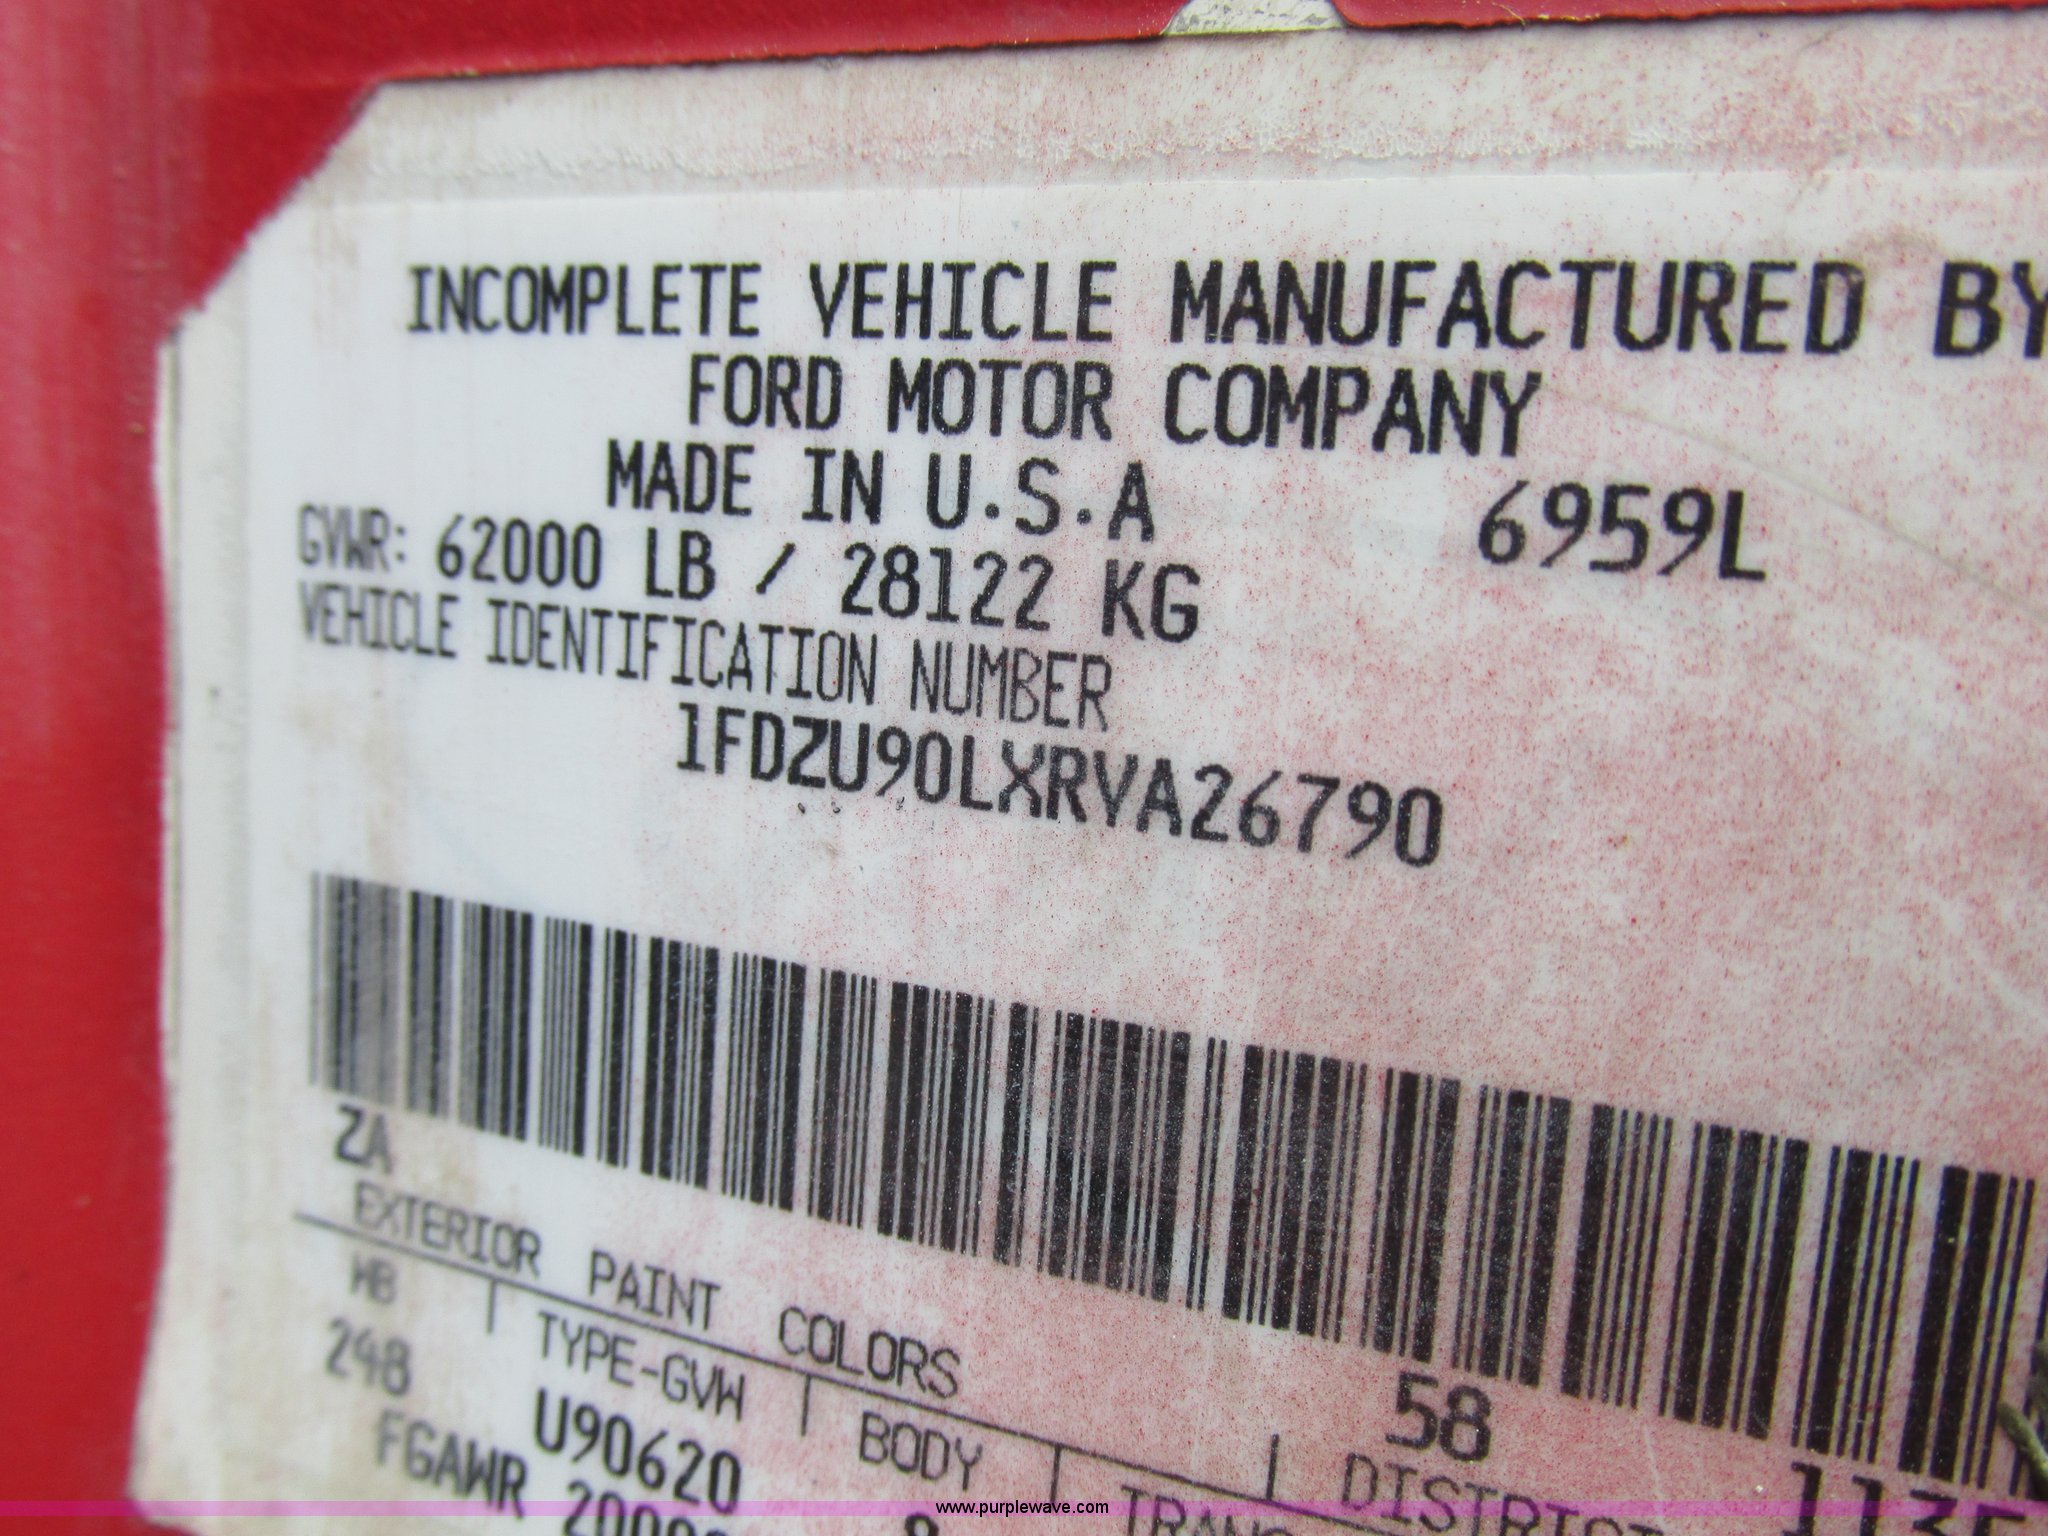 INCOMPLETE VEHICLE MANUFACTURED BY
FORD MOTOR COMPANY
MADE IN U.S.A 6959L
GVWR: 62000 LB / 28122 KG
VEHICLE IDENTIFICATION NUMBER
1FDZU90LXRVA26790
ZA 58
EXTERIOR PAINT COLORS
WB TYPE-GVW BODY DISTRICT
248 U90620
FGAWR
www.purplewave.com